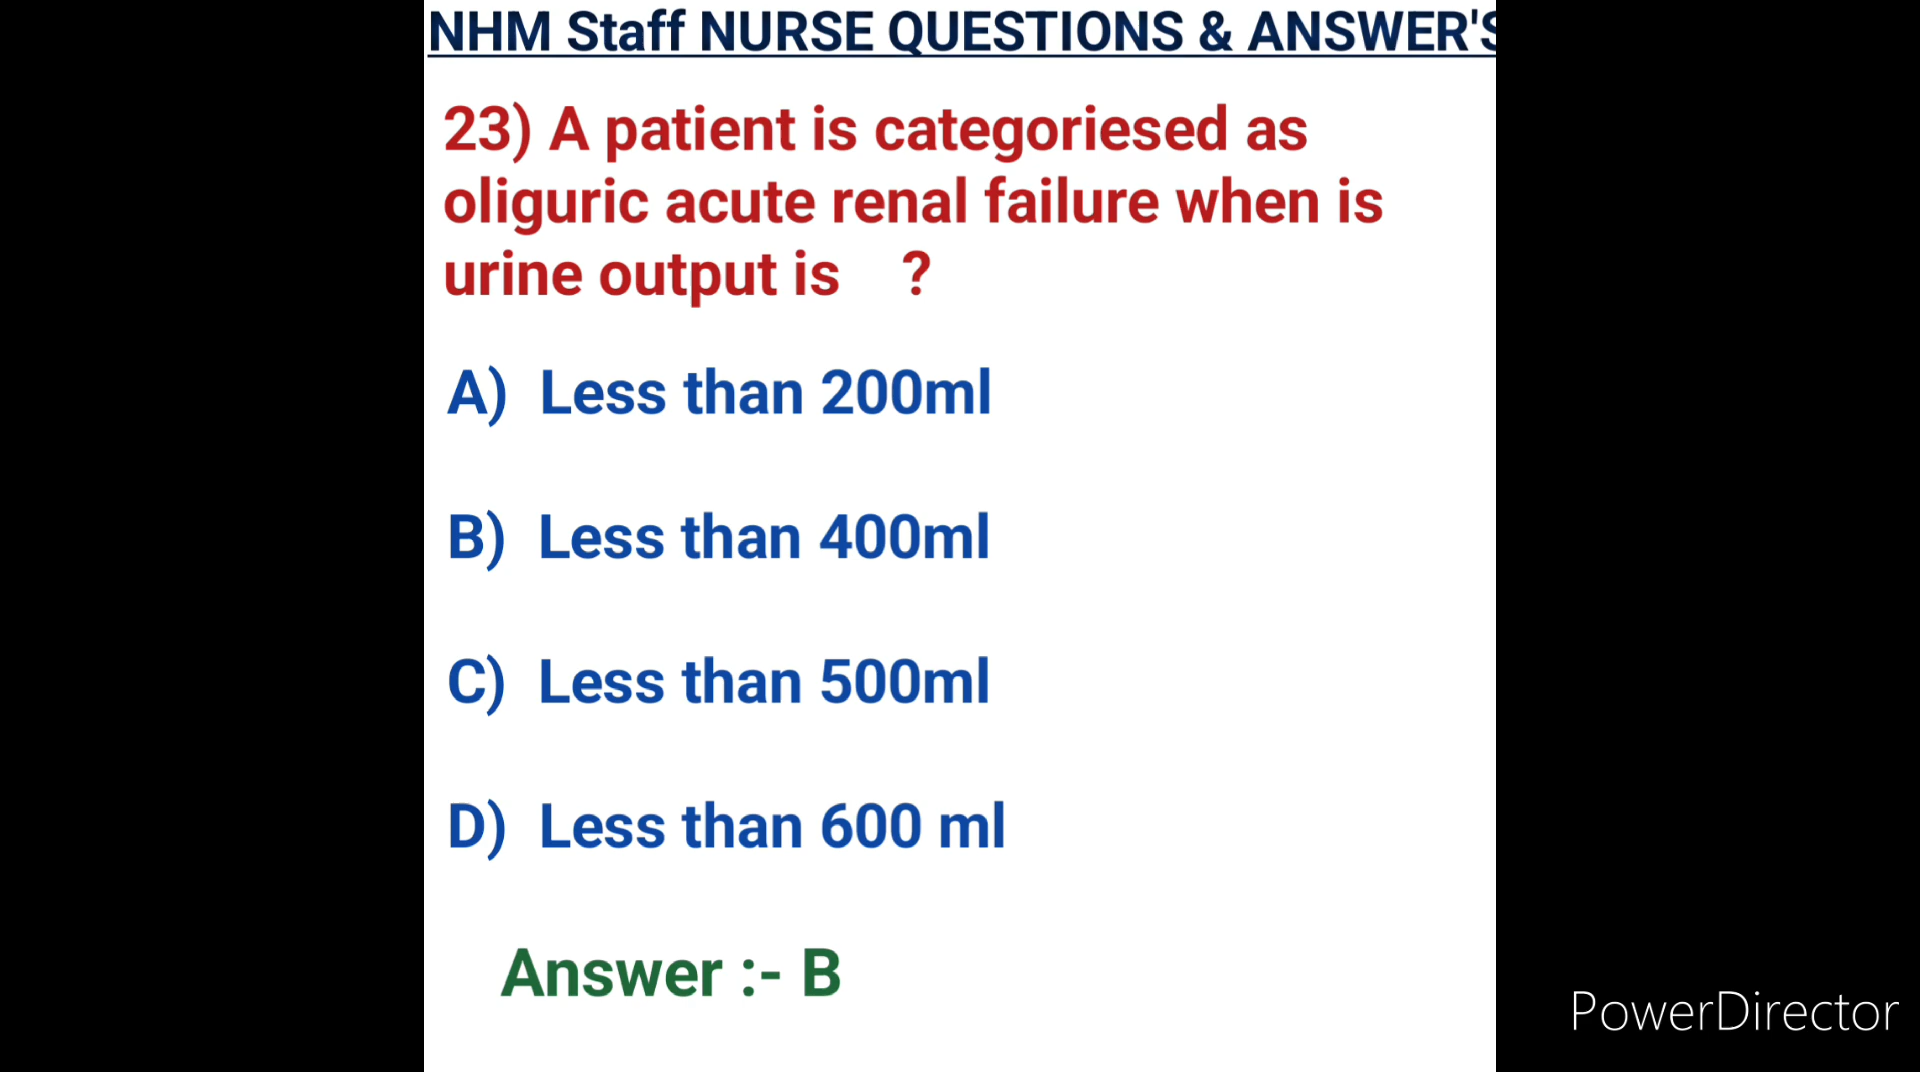 NHM Staff NURSE QUESTIONS & ANSWER'S
23) A patient is categoriesed as
oliguric acute renal failure when is
urine output is ?
A) Less than 200ml
B) Less than 400ml
C) Less than 500ml
D) Less than 600 ml
Answer :- B
PowerDirector